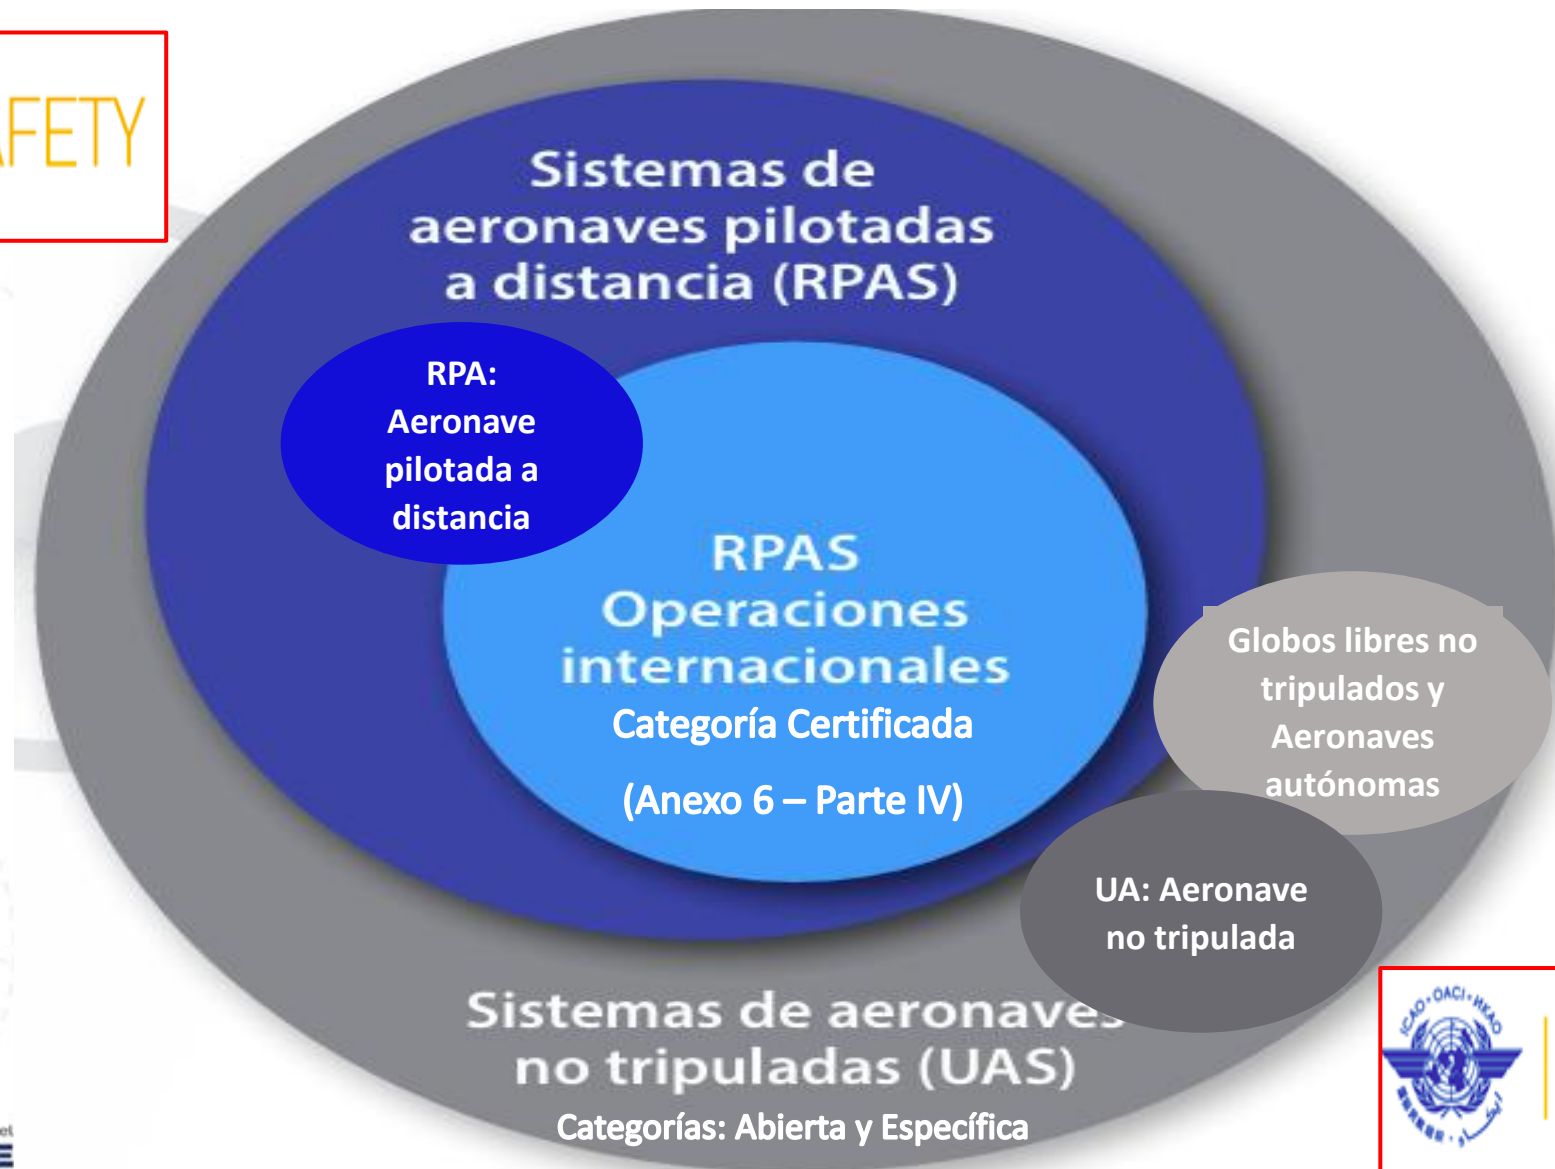 AFETY
Sistemas de
aeronaves pilotadas
a distancia (RPAS)
RPA:
Aeronave
pilotada a
distancia
RPAS
Operaciones
internacionales
Categoría Certificada
(Anexo 6 – Parte IV)
Globos libres no
tripulados y
Aeronaves
autónomas
UA: Aeronave
no tripulada
Sistemas de aeronaves
no tripuladas (UAS)
Categorías: Abierta y Específica
ICAO · OACI · ИКАО